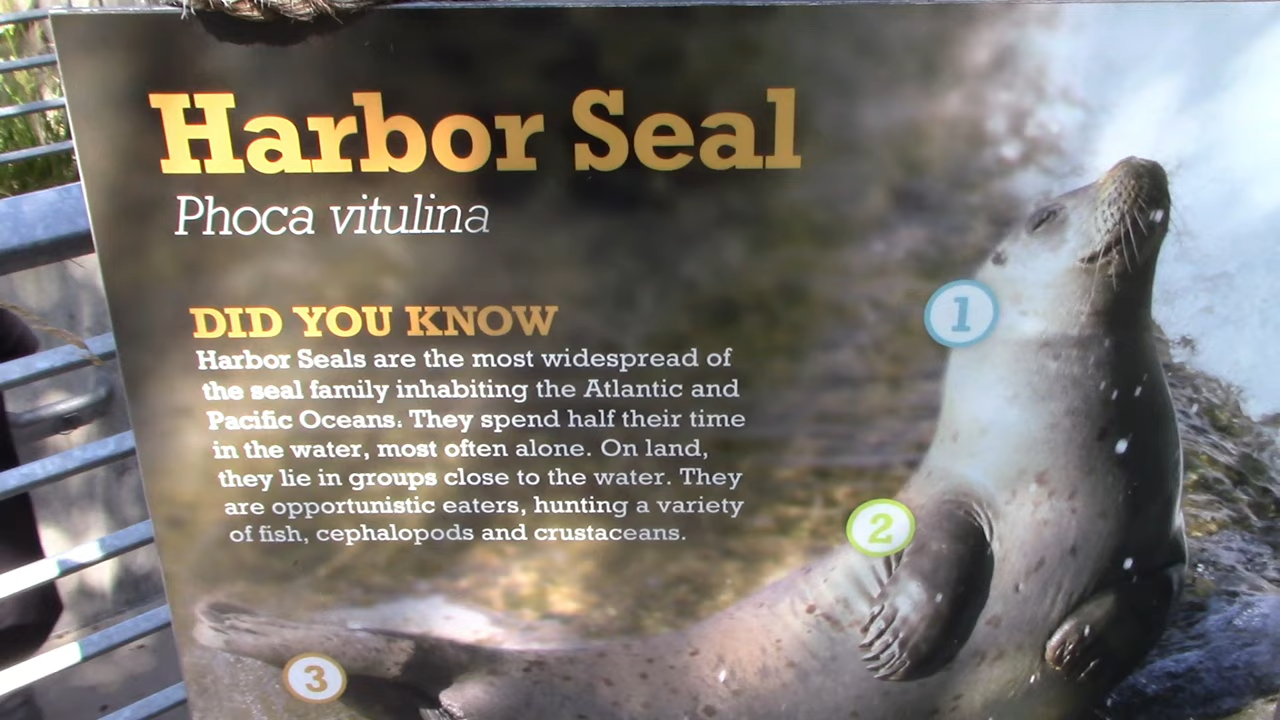 Harbor Seal
Phoca vitulina
DID YOU KNOW
Harbor Seals are the most widespread of
the seal family inhabiting the Atlantic and
Pacific Oceans. They spend half their time
in the water, most often alone. On land,
they lie in groups close to the water. They
are opportunistic eaters, hunting a variety
of fish, cephalopods and crustaceans.
1
2
3